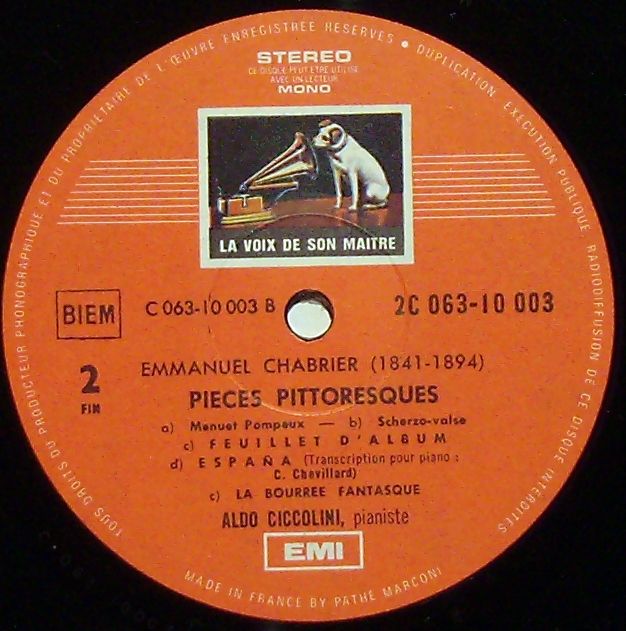 TOUS DROITS DU PRODUCTEUR PHONOGRAPHIQUE ET DU PROPRIETAIRE DE L'ŒUVRE ENREGISTREE RESERVES • DUPLICATION, EXECUTION PUBLIQUE, RADIODIFFUSION DE CE DISQUE INTERDITES
STEREO
CE DISQUE PEUT ETRE UTILISE
AVEC UN LECTEUR
MONO
LA VOIX DE SON MAITRE
BIEM
C 063-10 003 B
2C 063-10 003
2
FIN
EMMANUEL CHABRIER (1841-1894)
PIECES PITTORESQUES
a) Menuet Pompeux — b) Scherzo-valse
c) FEUILLET D'ALBUM
d) ESPAÑA (Transcription pour piano :
C. Chevillard)
c) LA BOURREE FANTASQUE
ALDO CICCOLINI, pianiste
EMI
MADE IN FRANCE BY PATHE MARCONI